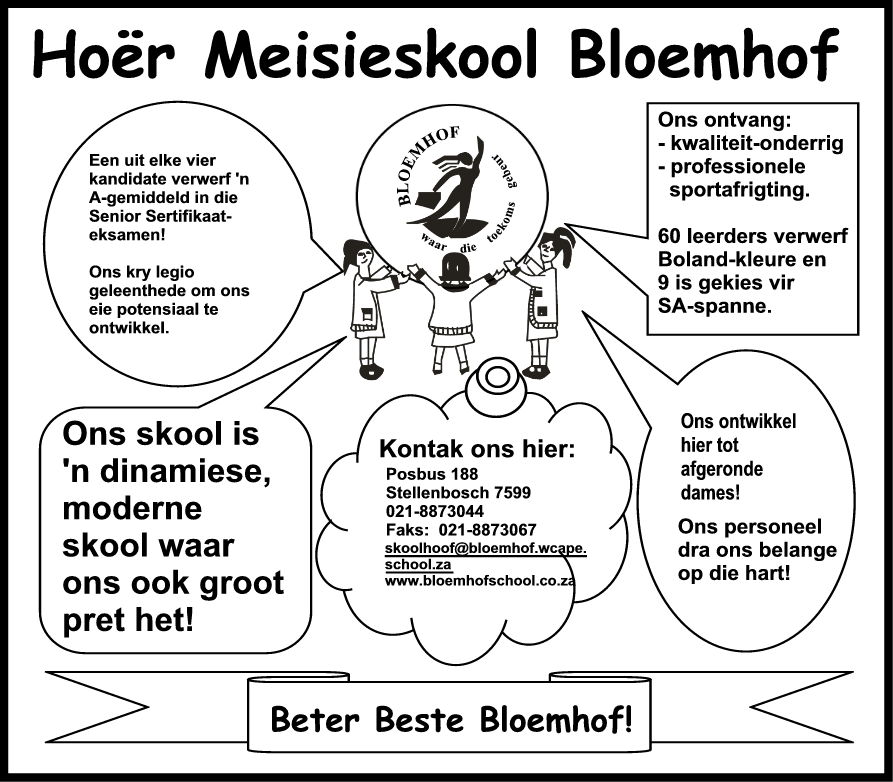 Hoër Meisieskool Bloemhof
Een uit elke vier
kandidate verwerf 'n
A-gemiddeld in die
Senior Sertifikaat-
eksamen!
Ons kry legio
geleenthede om ons
eie potensiaal te
ontwikkel.
BLOEMHOF
waar die toekoms gebeur
Ons ontvang:
- kwaliteit-onderrig
- professionele
sportafrigting.
60 leerders verwerf
Boland-kleure en
9 is gekies vir
SA-spanne.
Ons skool is
'n dinamiese,
moderne
skool waar
ons ook groot
pret het!
Kontak ons hier:
Posbus 188
Stellenbosch 7599
021-8873044
Faks: 021-8873067
skoolhoof@bloemhof.wcape.
school.za
www.bloemhofschool.co.za
Ons ontwikkel
hier tot
afgeronde
dames!
Ons personeel
dra ons belange
op die hart!
Beter Beste Bloemhof!